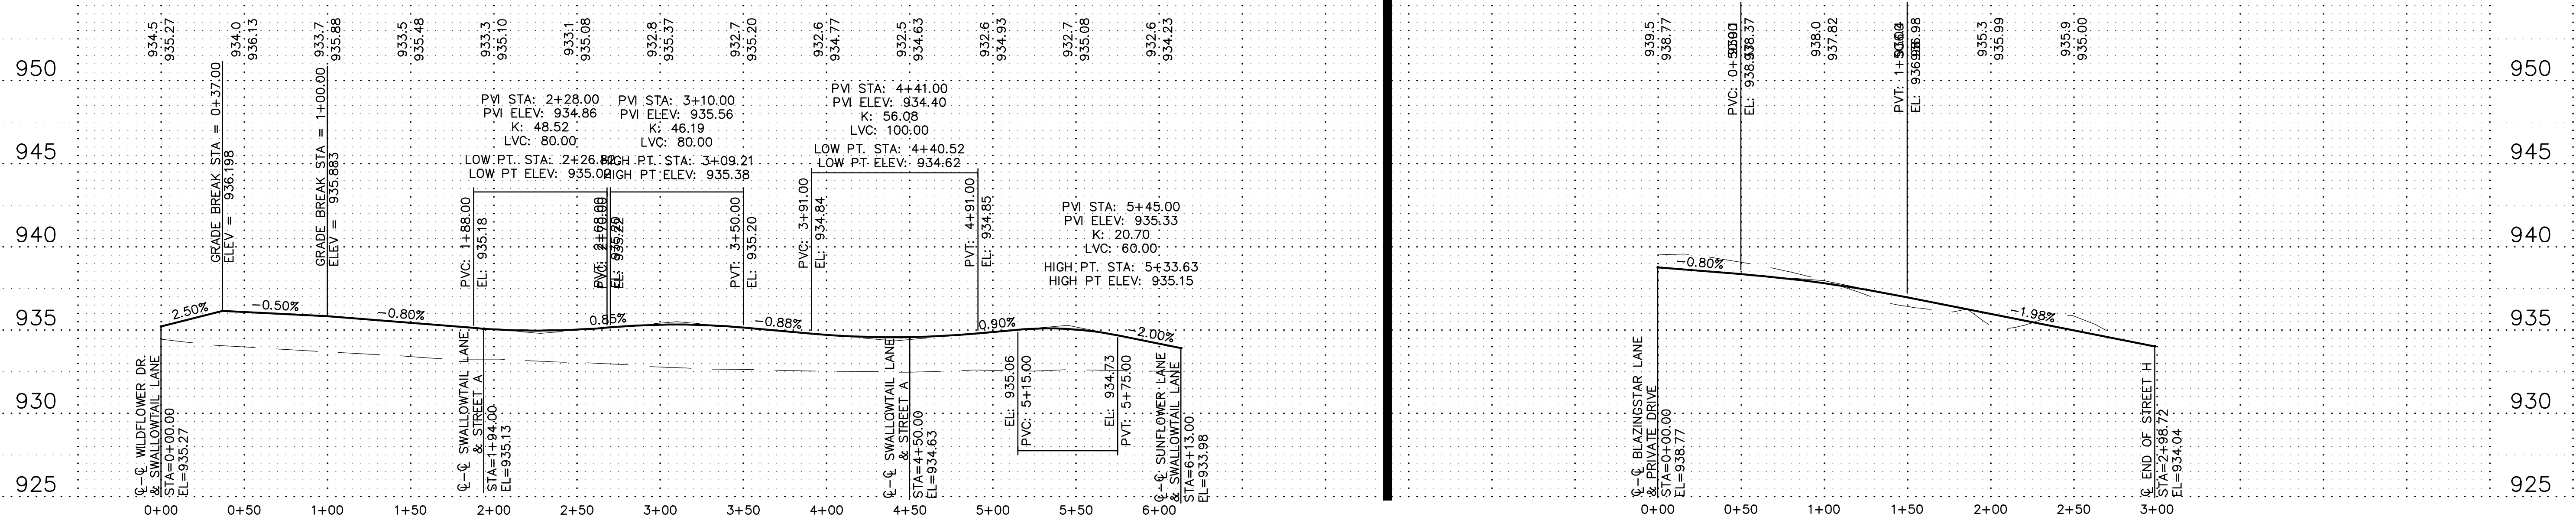 934.5
935.27
934.0
936.13
933.7
935.88
933.5
935.48
933.3
935.10
933.1
935.08
932.8
935.37
932.7
935.20
932.6
934.77
932.5
934.63
932.6
934.93
932.7
935.08
932.6
934.23
950
945
940
935
930
925
GRADE BREAK STA = 0+37.00
ELEV = 936.198
GRADE BREAK STA = 1+00.00
ELEV = 935.883
PVI STA: 2+28.00
PVI ELEV: 934.86
K: 48.52
LVC: 80.00
LOW PT. STA: 2+26.82
LOW PT ELEV: 935.02
PVI STA: 3+10.00
PVI ELEV: 935.56
K: 46.19
LVC: 80.00
HIGH PT. STA: 3+09.21
HIGH PT ELEV: 935.38
PVI STA: 4+41.00
PVI ELEV: 934.40
K: 56.08
LVC: 100.00
LOW PT. STA: 4+40.52
LOW PT ELEV: 934.62
PVI STA: 5+45.00
PVI ELEV: 935.33
K: 20.70
LVC: 60.00
HIGH PT. STA: 5+33.63
HIGH PT ELEV: 935.15
PVC: 1+88.00
EL: 935.18
PVT: 3+50.00
EL: 935.20
PVC: 3+91.00
EL: 934.84
PVT: 4+91.00
EL: 934.85
EL: 935.06
PVC: 5+15.00
EL: 934.73
PVT: 5+75.00
2.50%
-0.50%
-0.80%
0.85%
-0.88%
0.90%
-2.00%
℄-℄ WILDFLOWER DR.
& SWALLOWTAIL LANE
STA=0+00.00
EL=935.27
℄-℄ SWALLOWTAIL LANE
& STREET A
STA=1+94.00
EL=935.13
℄-℄ SWALLOWTAIL LANE
& STREET A
STA=4+50.00
EL=934.63
℄-℄ SUNFLOWER LANE
& SWALLOWTAIL LANE
STA=6+13.00
EL=933.98
0+00
0+50
1+00
1+50
2+00
2+50
3+00
3+50
4+00
4+50
5+00
5+50
6+00
939.5
938.77
938.37
938.0
937.82
935.3
935.99
935.9
935.00
950
945
940
935
930
925
-0.80%
-1.98%
℄-℄ BLAZINGSTAR LANE
& PRIVATE DRIVE
STA=0+00.00
EL=938.77
℄ END OF STREET H
STA=2+98.72
EL=934.04
0+00
0+50
1+00
1+50
2+00
2+50
3+00